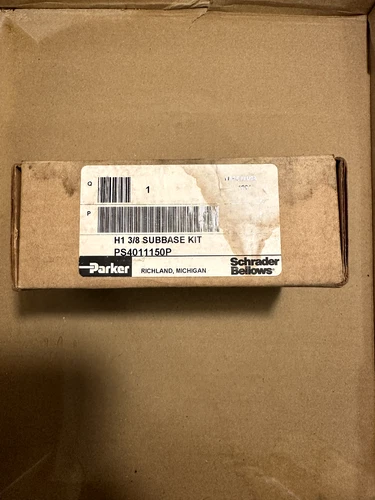 Q 1
P
H1 3/8 SUBBASE KIT
PS4011150P
Parker RICHLAND, MICHIGAN Schrader
Bellows